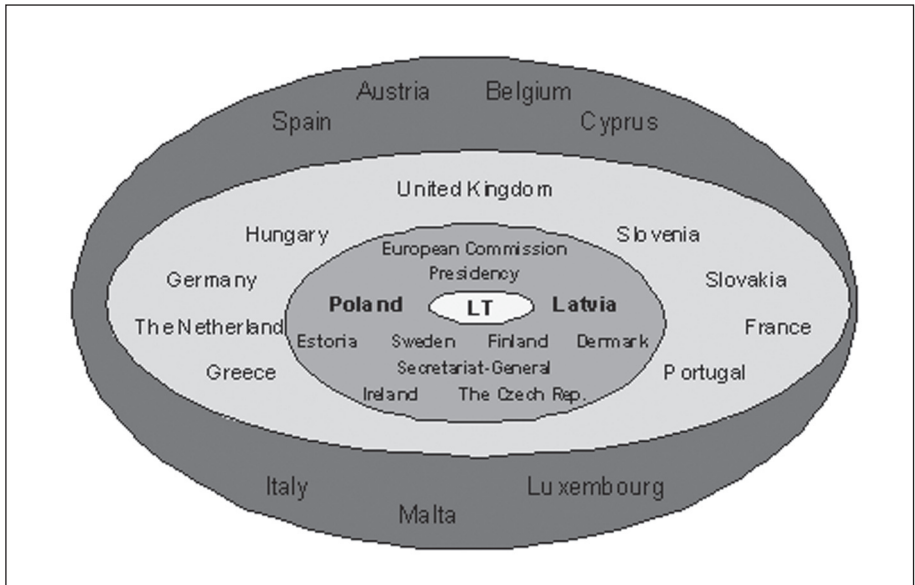 Austria Belgium
Spain Cyprus
United Kingdom
Hungary Slovenia
European Commission
Germany Presidency Slovakia
Poland LT Latvia
The Netherland France
Estoria Sweden Finland Denmark
Secretariat-General
Greece Portugal
Ireland The Czech Rep.
Italy Luxembourg
Malta